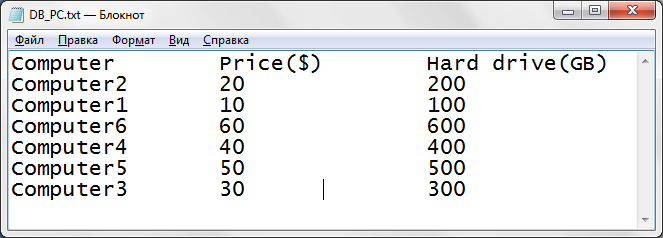 DB_PC.txt — Блокнот
Файл Правка Формат Вид Справка
Computer Price($) Hard drive(GB)
Computer2 20 200
Computer1 10 100
Computer6 60 600
Computer4 40 400
Computer5 50 500
Computer3 30 300